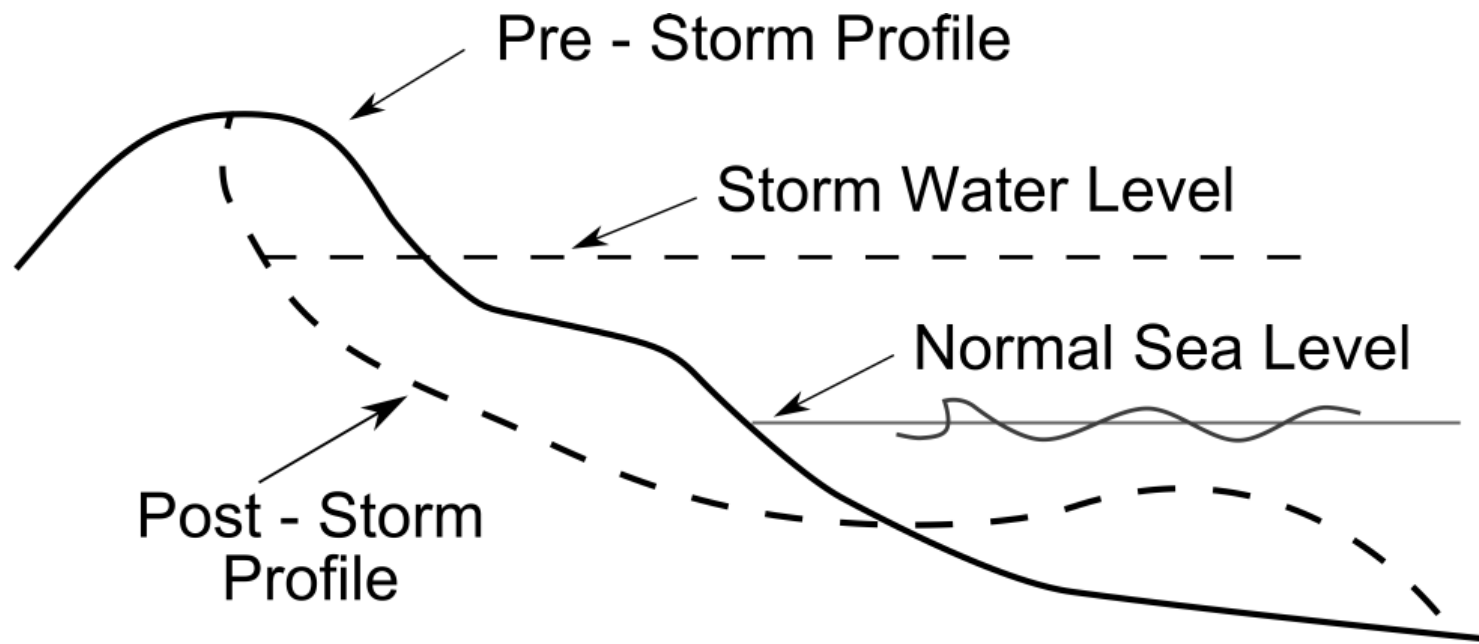 Pre - Storm Profile
Storm Water Level
Normal Sea Level
Post - Storm
Profile